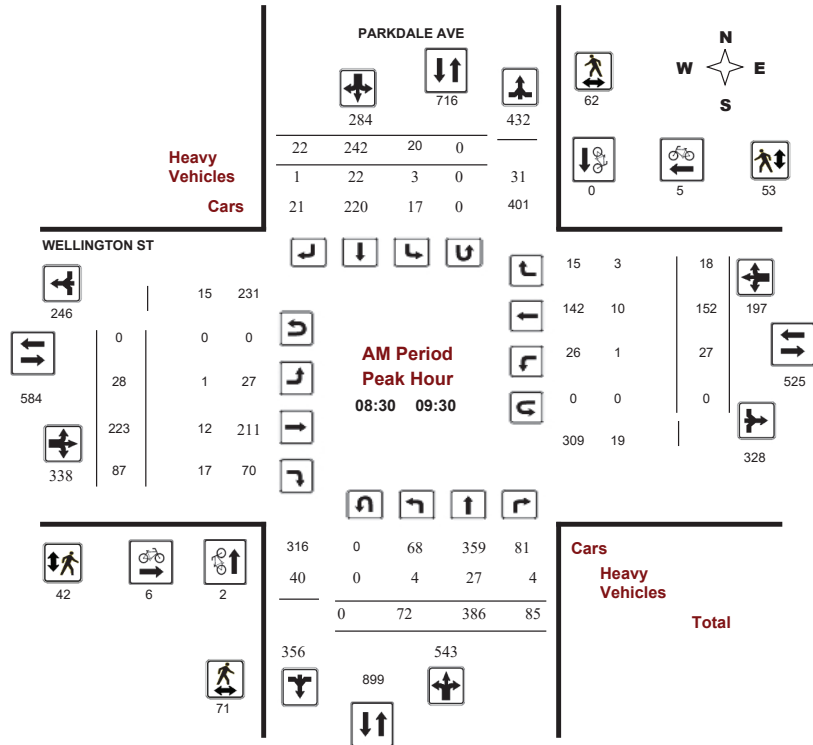 PARKDALE AVE
N
W E
S
716
62
284 432
22 242 20 0
Heavy
Vehicles
1 22 3 0 31
0 5 53
Cars 21 220 17 0 401
WELLINGTON ST
15 3 18
246 15 231 197
142 10 152
0 0 0
AM Period
26 1 27
Peak Hour
28 1 27 525
584 08:30 09:30
0 0 0
223 12 211
309 19
338 87 17 70 328
316 0 68 359 81 Cars
40 0 4 27 4 Heavy
Vehicles
42 6 2
0 72 386 85 Total
356 543
899
71